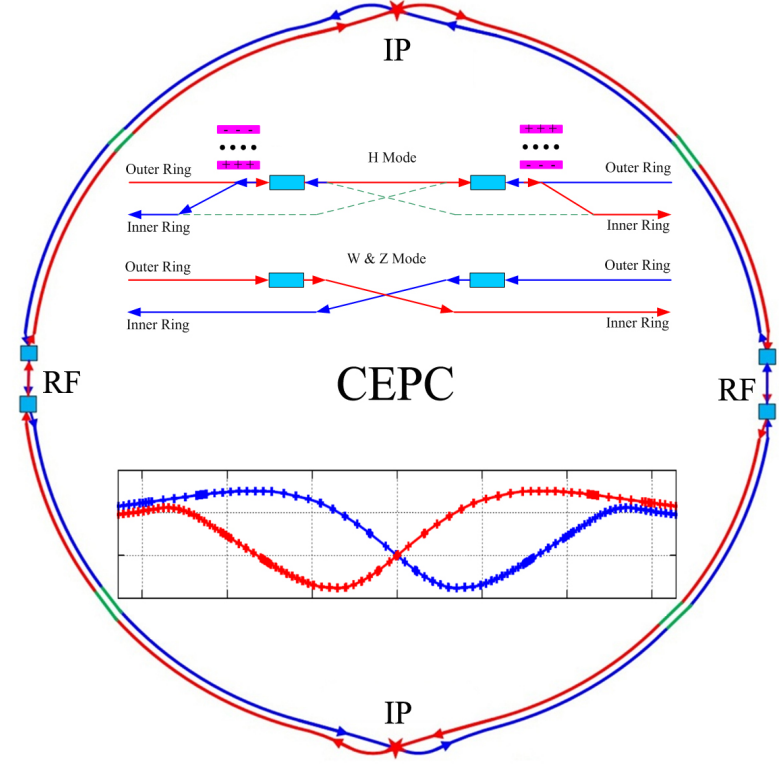 IP
- - -
+ + +
H Mode
Outer Ring
Outer Ring
+ + +
- - -
Inner Ring
Inner Ring
W & Z Mode
Outer Ring
Outer Ring
Inner Ring
Inner Ring
RF
CEPC
RF
IP